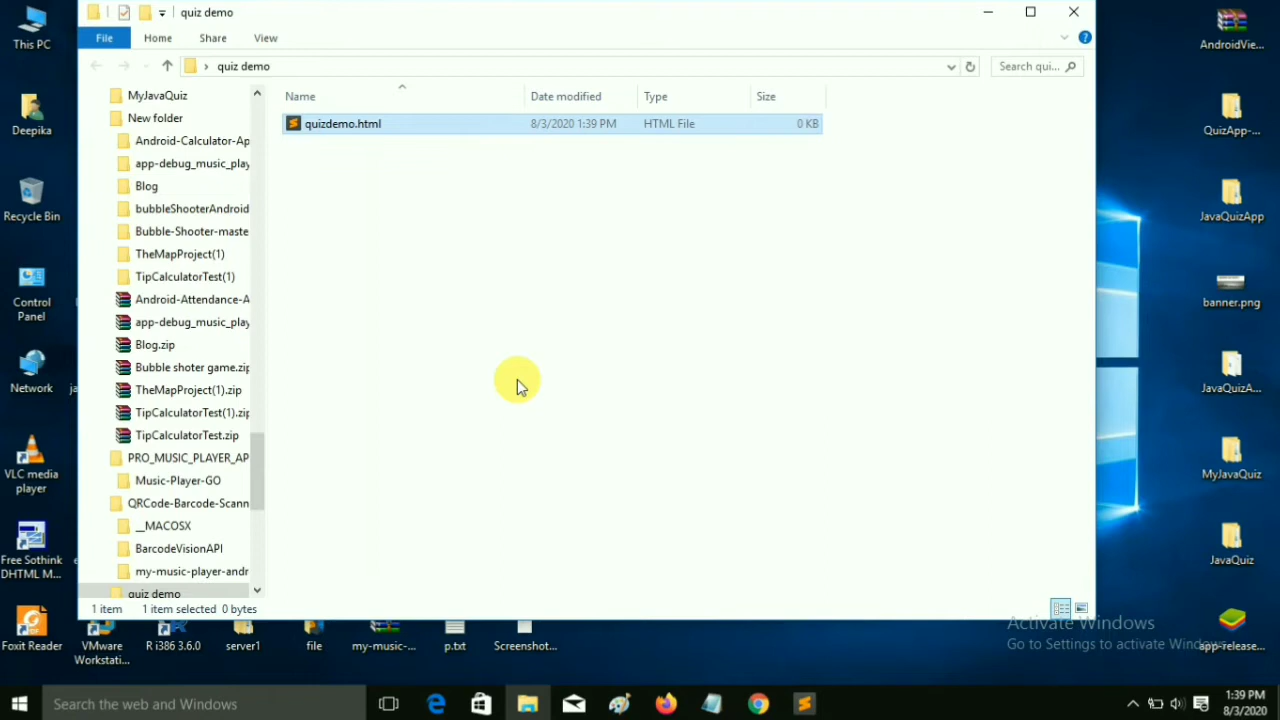 quiz demo
File
Home
Share
View
quiz demo
Search qui...
Name
Date modified
Type
Size
quizdemo.html
8/3/2020 1:39 PM
HTML File
0 KB
MyJavaQuiz
New folder
Android-Calculator-Ap
app-debug_music_play
Blog
bubbleShooterAndroid
Bubble-Shooter-master
TheMapProject(1)
TipCalculatorTest(1)
Android-Attendance-A
app-debug_music_play
Blog.zip
Bubble shoter game.zip
TheMapProject(1).zip
TipCalculatorTest(1).zip
TipCalculatorTest.zip
PRO_MUSIC_PLAYER_AP
Music-Player-GO
QRCode-Barcode-Scann
__MACOSX
BarcodeVisionAPI
my-music-player-andr
quiz demo
1 item
1 item selected
0 bytes
This PC
Deepika
Recycle Bin
Control
Panel
Network
VLC media
player
Free Sothink
DHTML M...
Foxit Reader
VMware
Workstati...
R i386 3.6.0
server1
file
my-music-...
p.txt
Screenshot...
AndroidVie...
QuizApp-...
JavaQuizApp
banner.png
JavaQuizA...
MyJavaQuiz
JavaQuiz
app-release...
Activate Windows
Go to Settings to activate Windows.
Search the web and Windows
1:39 PM
8/3/2020